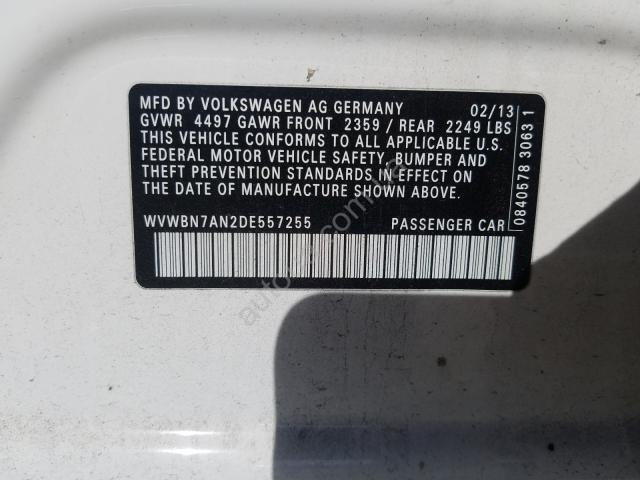 MFD BY VOLKSWAGEN AG GERMANY 02/13
GVWR 4497 GAWR FRONT 2359 / REAR 2249 LBS
THIS VEHICLE CONFORMS TO ALL APPLICABLE U.S.
FEDERAL MOTOR VEHICLE SAFETY, BUMPER AND
THEFT PREVENTION STANDARDS IN EFFECT ON
THE DATE OF MANUFACTURE SHOWN ABOVE.
WVWBN7AN2DE557255 PASSENGER CAR
0840578 3063 1